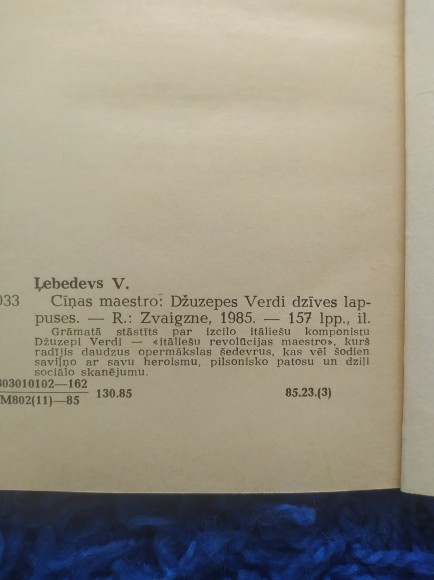 Ļebedevs V.
033 Cīņas maestro: Džuzepes Verdi dzīves lap-
puses. — R.: Zvaigzne, 1985. — 157 lpp., il.
Grāmatā stāstīts par izcilo itāliešu komponistu
Džuzepi Verdi — «itāliešu revolūcijas maestro», kurš
radījis daudzus opermākslas šedevrus, kas vēl šodien
saviļņo ar savu heroismu, pilsonisko patosu un dziļi
sociālo skanējumu.
803010102—162
M802(11)—85
130.85
85.23.(3)